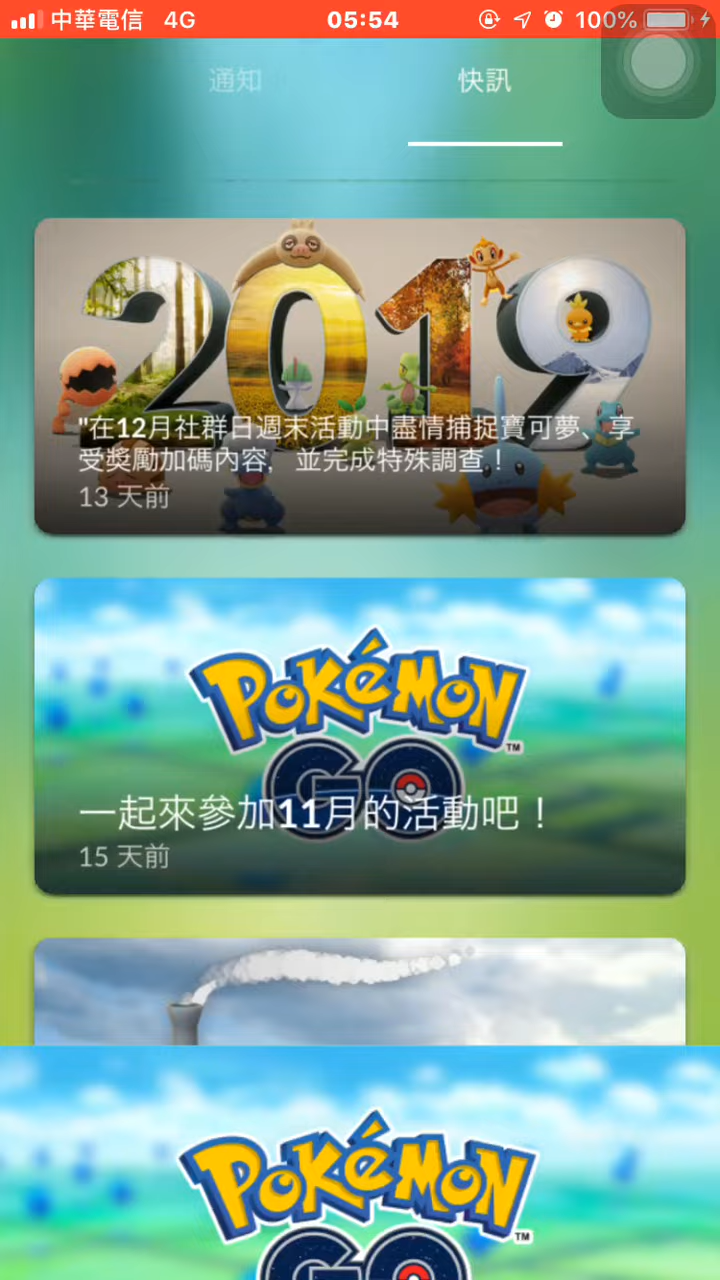 中華電信 4G 05:54 100%
通知 快訊
2019
"在12月社群日週末活動中盡情捕捉寶可夢、享
受獎勵加碼內容，並完成特殊調查！
13 天前
POKÉMON
TM
GO
一起來參加11月的活動吧！
15 天前
POKÉMON
TM
GO